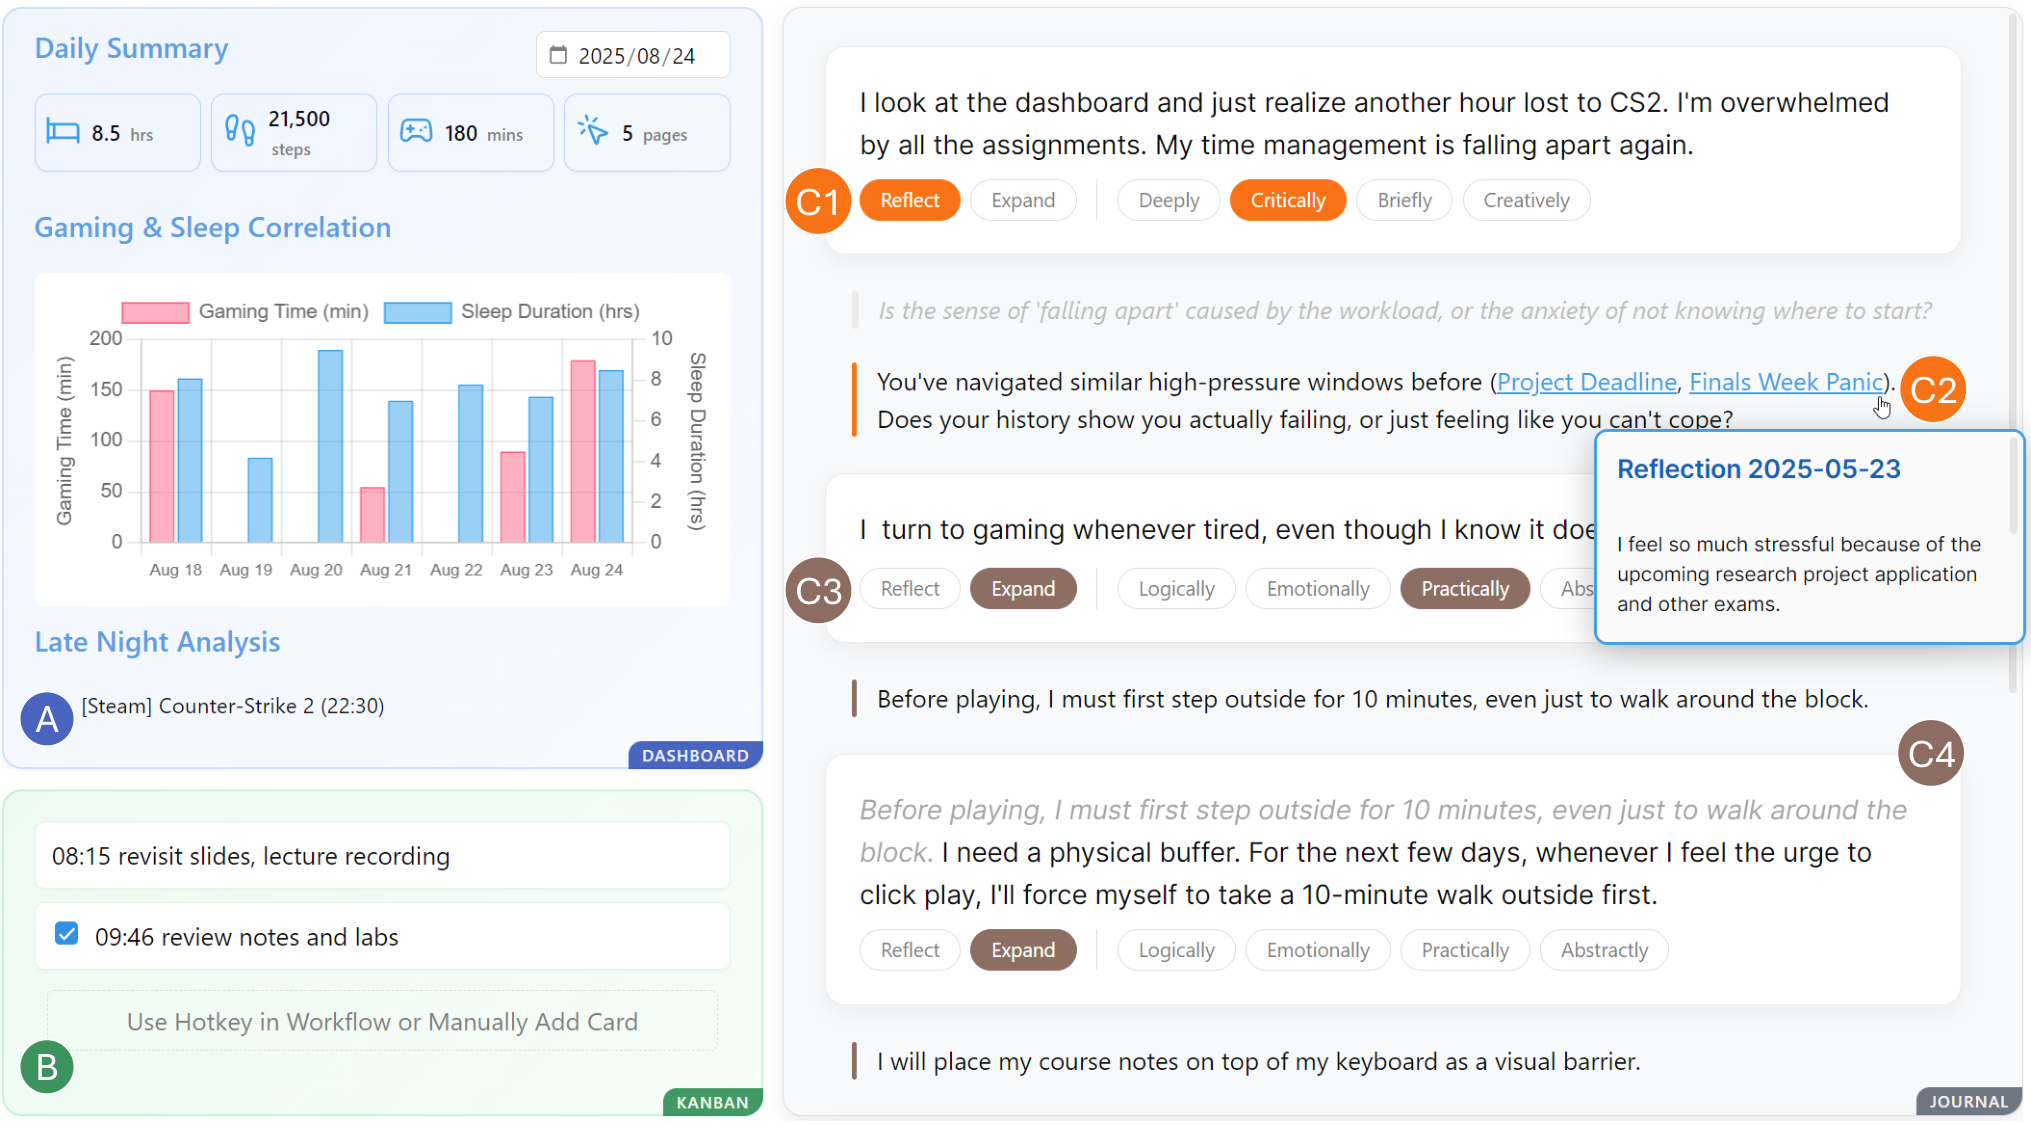 Daily Summary
2025/08/24
8.5 hrs
21,500 steps
180 mins
5 pages
Gaming & Sleep Correlation
Gaming Time (min)
Sleep Duration (hrs)
200
150
100
50
0
Gaming Time (min)
10
8
6
4
2
0
Sleep Duration (hrs)
Aug 18
Aug 19
Aug 20
Aug 21
Aug 22
Aug 23
Aug 24
Late Night Analysis
A
[Steam] Counter-Strike 2 (22:30)
DASHBOARD
08:15 revisit slides, lecture recording
09:46 review notes and labs
Use Hotkey in Workflow or Manually Add Card
B
KANBAN
I look at the dashboard and just realize another hour lost to CS2. I'm overwhelmed
by all the assignments. My time management is falling apart again.
C1
Reflect Expand Deeply Critically Briefly Creatively
Is the sense of 'falling apart' caused by the workload, or the anxiety of not knowing where to start?
You've navigated similar high-pressure windows before (Project Deadline, Finals Week Panic).
Does your history show you actually failing, or just feeling like you can't cope?
C2
Reflection 2025-05-23
I feel so much stressful because of the
upcoming research project application
and other exams.
I turn to gaming whenever tired, even though I know it doe
C3
Reflect Expand Logically Emotionally Practically Abs
Before playing, I must first step outside for 10 minutes, even just to walk around the block.
C4
Before playing, I must first step outside for 10 minutes, even just to walk around the
block. I need a physical buffer. For the next few days, whenever I feel the urge to
click play, I'll force myself to take a 10-minute walk outside first.
Reflect Expand Logically Emotionally Practically Abstractly
I will place my course notes on top of my keyboard as a visual barrier.
JOURNAL